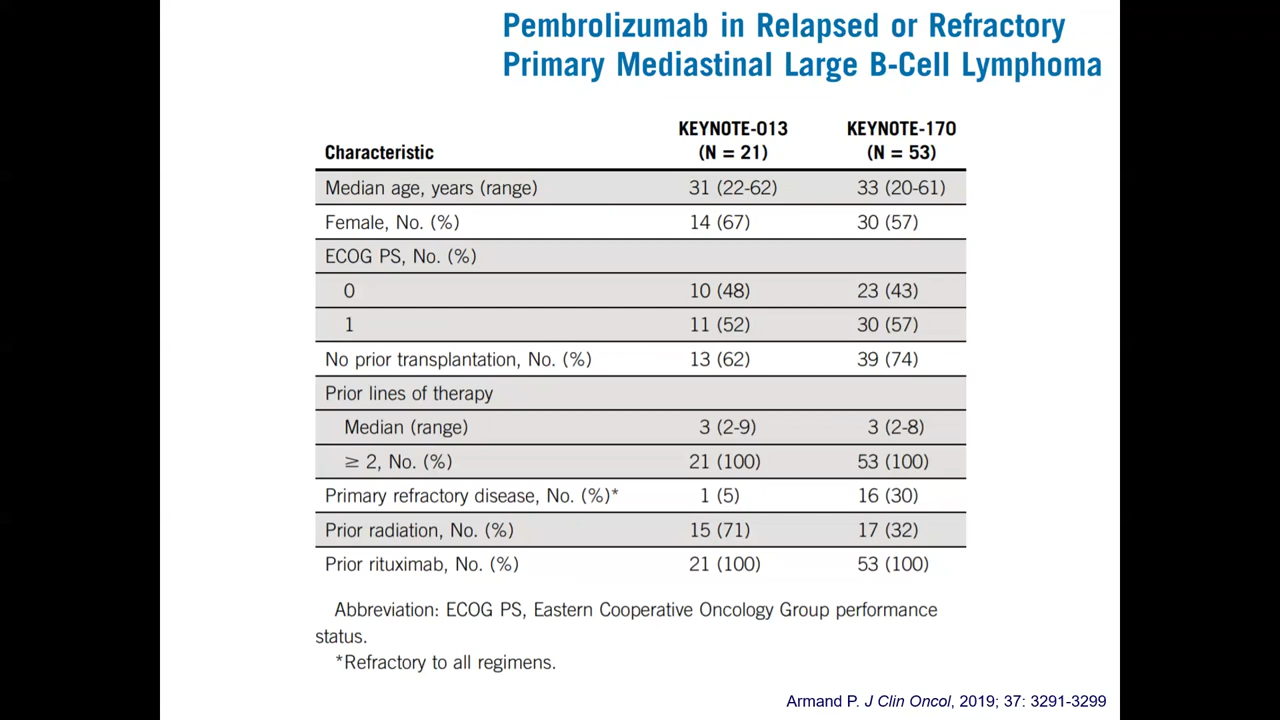 Pembrolizumab in Relapsed or Refractory
Primary Mediastinal Large B-Cell Lymphoma
KEYNOTE-013 KEYNOTE-170
Characteristic (N = 21) (N = 53)
Median age, years (range) 31 (22-62) 33 (20-61)
Female, No. (%) 14 (67) 30 (57)
ECOG PS, No. (%)
0 10 (48) 23 (43)
1 11 (52) 30 (57)
No prior transplantation, No. (%) 13 (62) 39 (74)
Prior lines of therapy
Median (range) 3 (2-9) 3 (2-8)
≥ 2, No. (%) 21 (100) 53 (100)
Primary refractory disease, No. (%)* 1 (5) 16 (30)
Prior radiation, No. (%) 15 (71) 17 (32)
Prior rituximab, No. (%) 21 (100) 53 (100)
Abbreviation: ECOG PS, Eastern Cooperative Oncology Group performance
status.
*Refractory to all regimens.
Armand P. J Clin Oncol, 2019; 37: 3291-3299